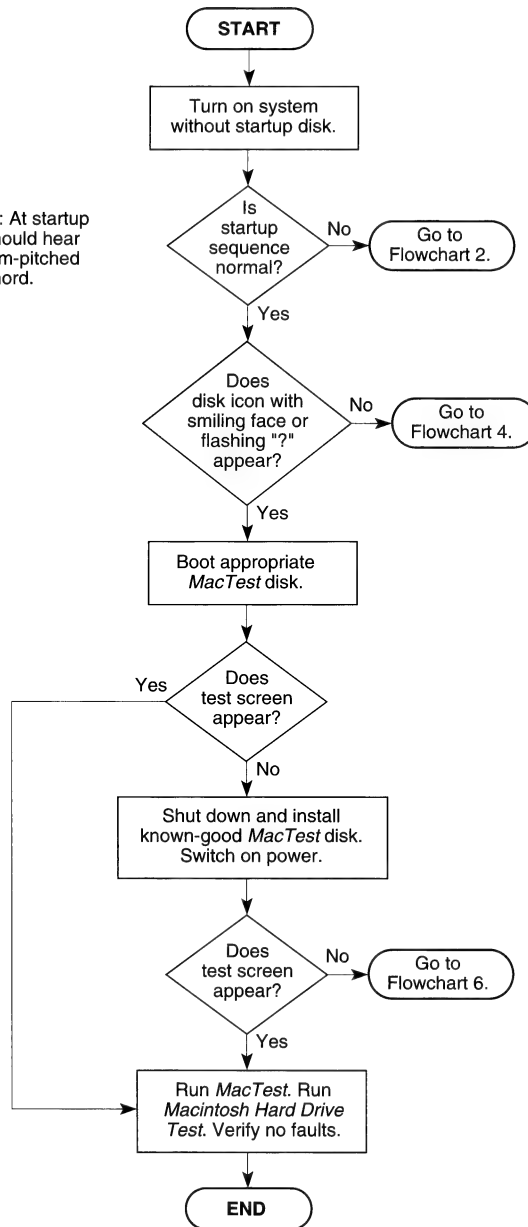 START
Turn on system
without startup disk.
: At startup
ould hear
m-pitched
ord.
Is
startup
sequence
normal?
No
Go to
Flowchart 2.
Yes
Does
disk icon with
smiling face or
flashing "?"
appear?
No
Go to
Flowchart 4.
Yes
Boot appropriate
MacTest disk.
Yes
Does
test screen
appear?
No
Shut down and install
known-good MacTest disk.
Switch on power.
Does
test screen
appear?
No
Go to
Flowchart 6.
Yes
Run MacTest. Run
Macintosh Hard Drive
Test. Verify no faults.
END